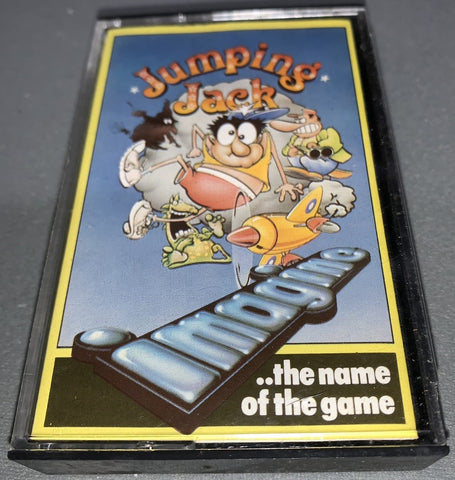 Jumping
Jack
imagine
..the name
of the game